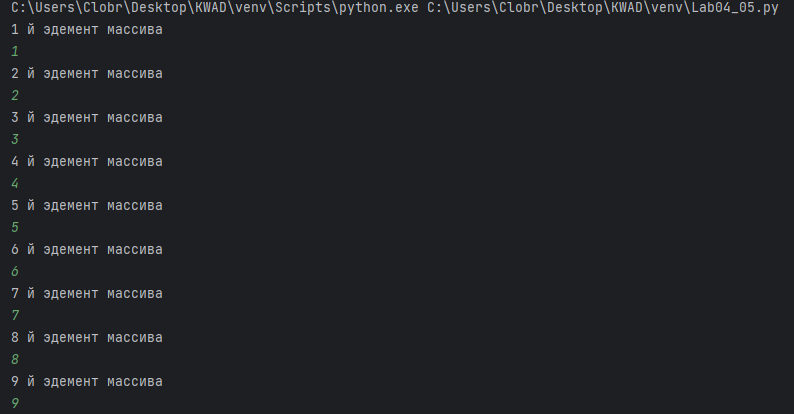 C:\Users\Clobr\Desktop\KWAD\venv\Scripts\python.exe C:\Users\Clobr\Desktop\KWAD\venv\Lab04_05.py
1 й эдемент массива
1
2 й эдемент массива
2
3 й эдемент массива
3
4 й эдемент массива
4
5 й эдемент массива
5
6 й эдемент массива
6
7 й эдемент массива
7
8 й эдемент массива
8
9 й эдемент массива
9